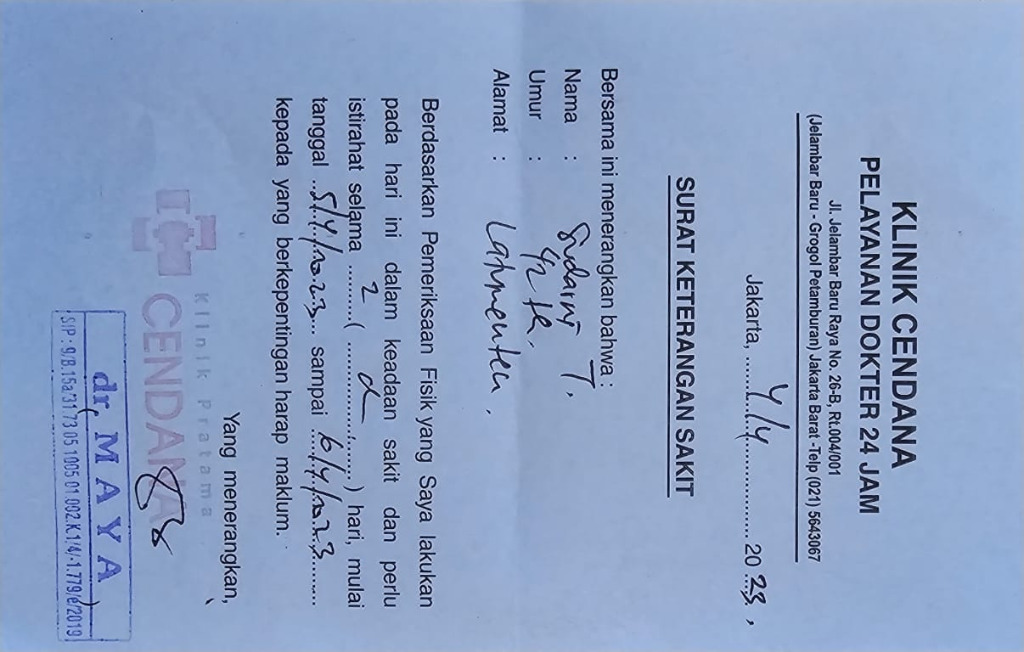 KLINIK CENDANA
PELAYANAN DOKTER 24 JAM
Jl. Jelambar Baru Raya No. 26-B, Rt.004/001
(Jelambar Baru - Grogol Petamburan) Jakarta Barat -Telp (021) 5643067
Jakarta, 4/4 2023,
SURAT KETERANGAN SAKIT
Bersama ini menerangkan bahwa :
Nama : Sudarni T.
Umur : 42 th.
Alamat :
Berdasarkan Pemeriksaan Fisik yang Saya lakukan
pada hari ini dalam keadaan sakit dan perlu
istirahat selama 2 ( ) hari, mulai
tanggal 5/4/2023 sampai 6/4/2023
kepada yang berkepentingan harap maklum.
Yang menerangkan,
Klinik Pratama
CENDANA
dr. MAYA
SIP : 9/B.15a/31.73.05.1005.01.002.K.1/4/-1.779/e/2019